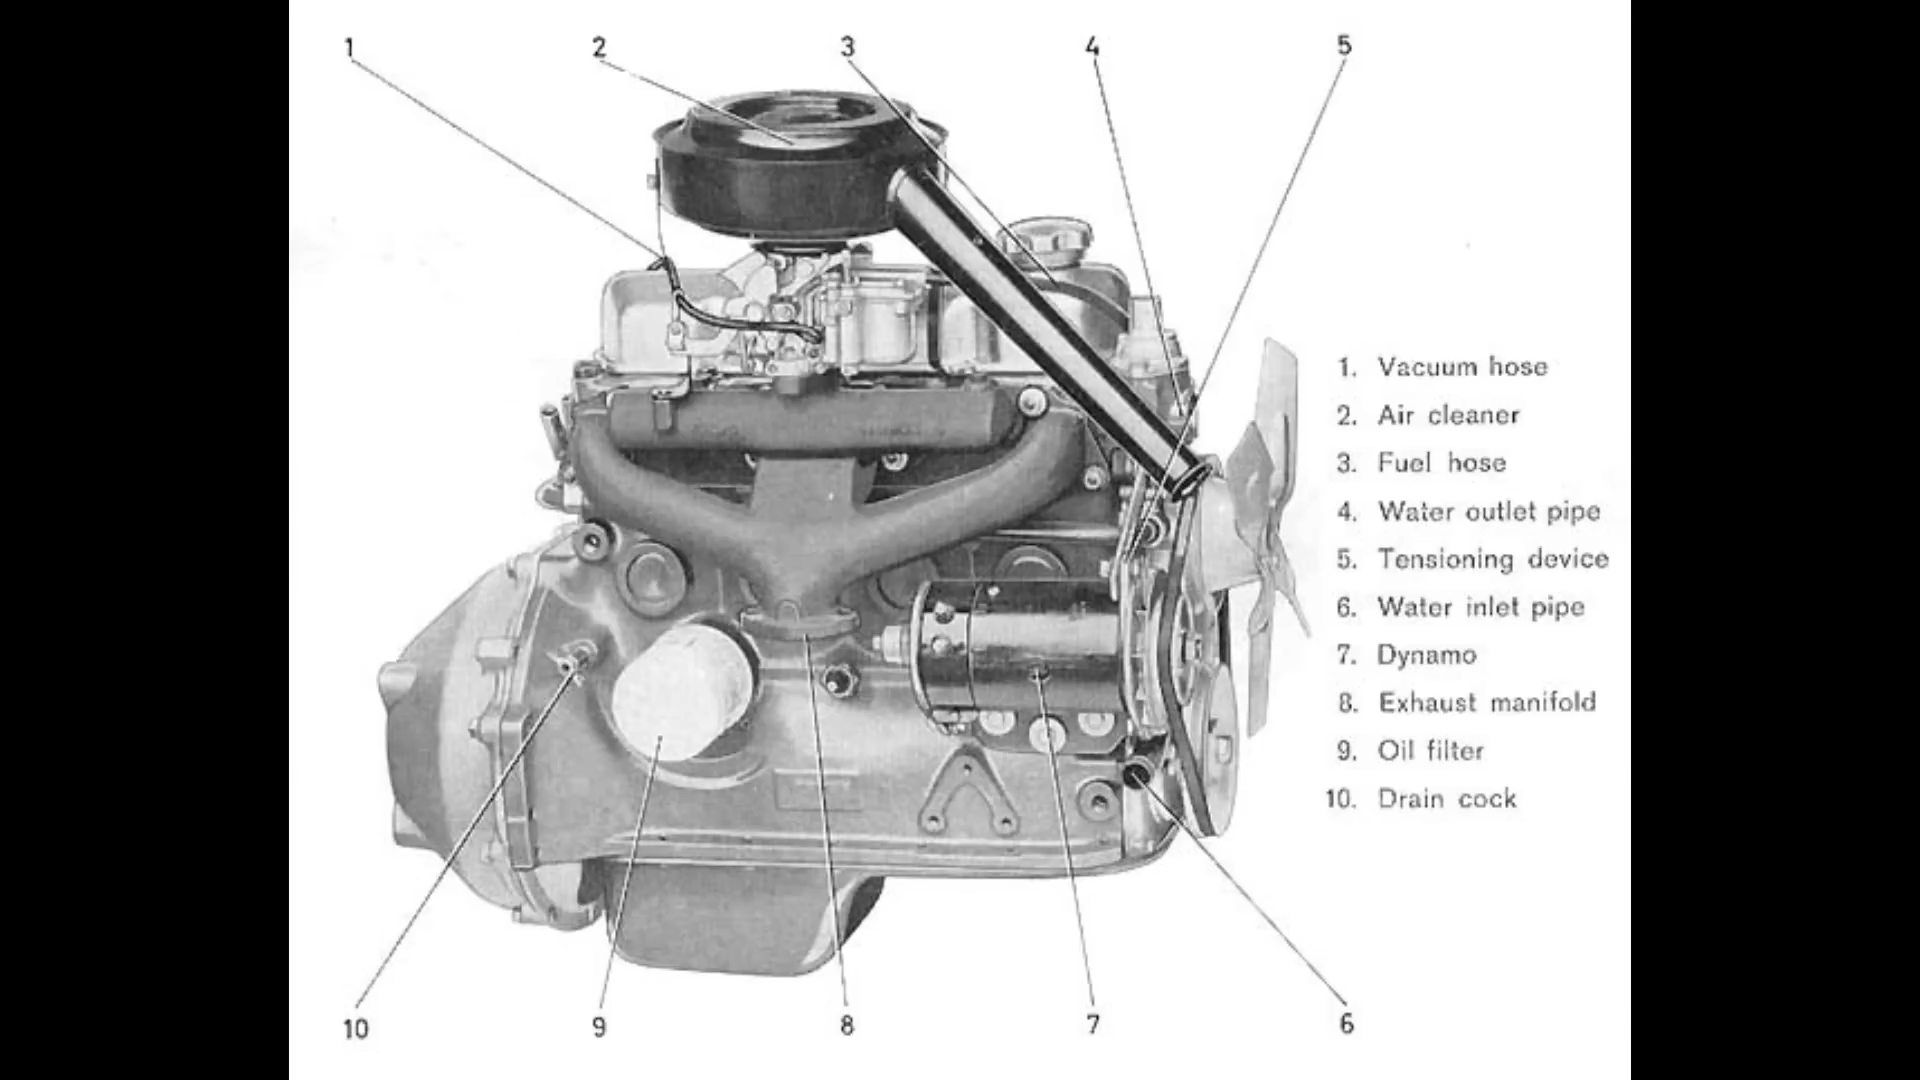 1 2 3 4 5
1. Vacuum hose
2. Air cleaner
3. Fuel hose
4. Water outlet pipe
5. Tensioning device
6. Water inlet pipe
7. Dynamo
8. Exhaust manifold
9. Oil filter
10. Drain cock
10 9 8 7 6